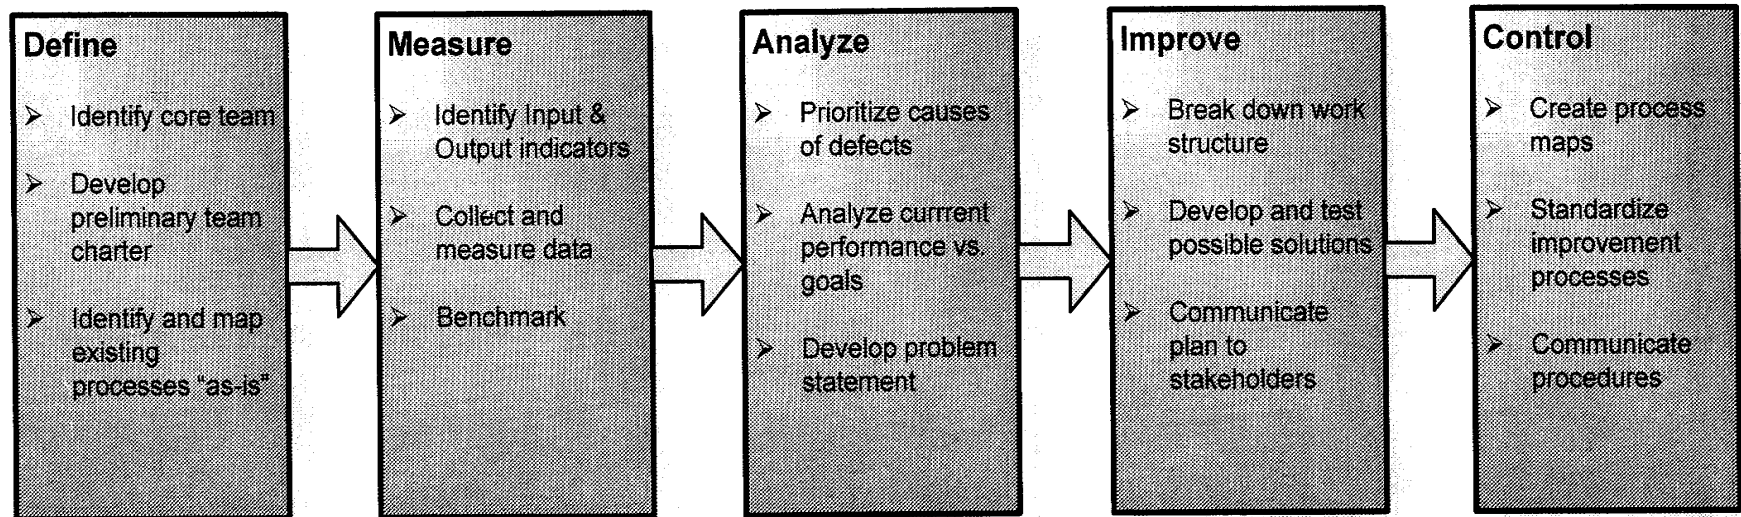 Define
➢ Identify core team
➢ Develop
preliminary team
charter
➢ Identify and map
existing
processes “as-is”
Measure
➢ Identify Input &
Output indicators
➢ Collect and
measure data
➢ Benchmark
Analyze
➢ Prioritize causes
of defects
➢ Analyze currrent
performance vs.
goals
➢ Develop problem
statement
Improve
➢ Break down work
structure
➢ Develop and test
possible solutions
➢ Communicate
plan to
stakeholders
Control
➢ Create process
maps
➢ Standardize
improvement
processes
➢ Communicate
procedures